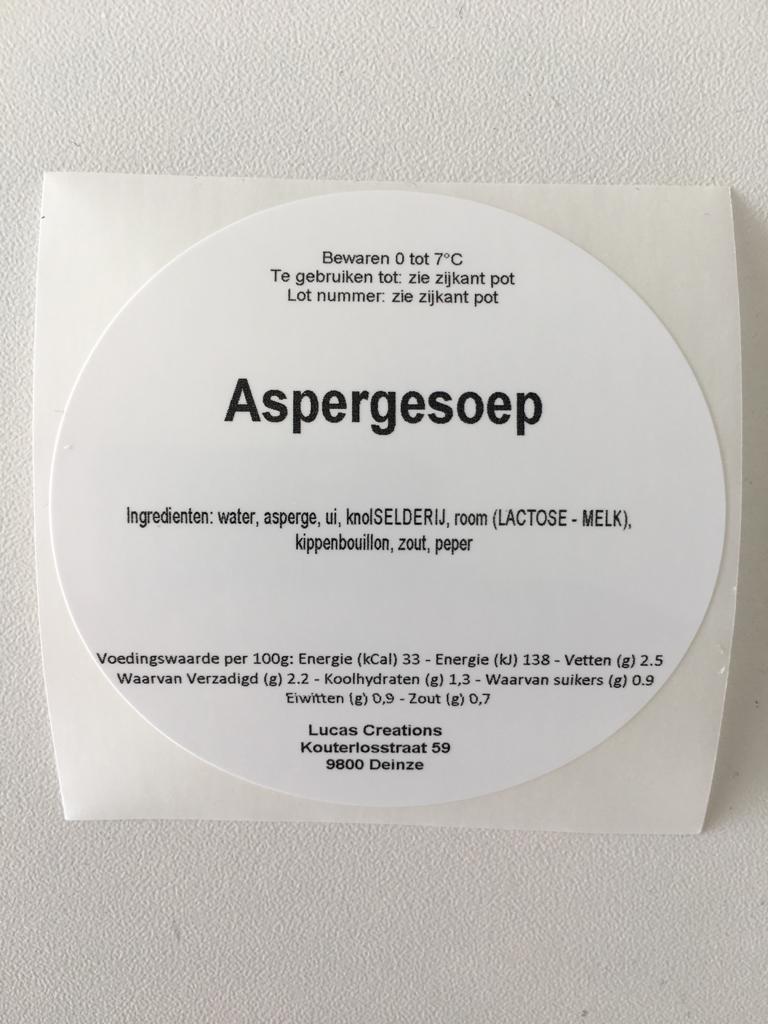 Bewaren 0 tot 7°C
Te gebruiken tot: zie zijkant pot
Lot nummer: zie zijkant pot
Aspergesoep
Ingredienten: water, asperge, ui, knolSELDERIJ, room (LACTOSE - MELK),
kippenbouillon, zout, peper
Voedingswaarde per 100g: Energie (kCal) 33 - Energie (kJ) 138 - Vetten (g) 2.5
Waarvan Verzadigd (g) 2.2 - Koolhydraten (g) 1,3 - Waarvan suikers (g) 0.9
Eiwitten (g) 0,9 - Zout (g) 0,7
Lucas Creations
Kouterlosstraat 59
9800 Deinze